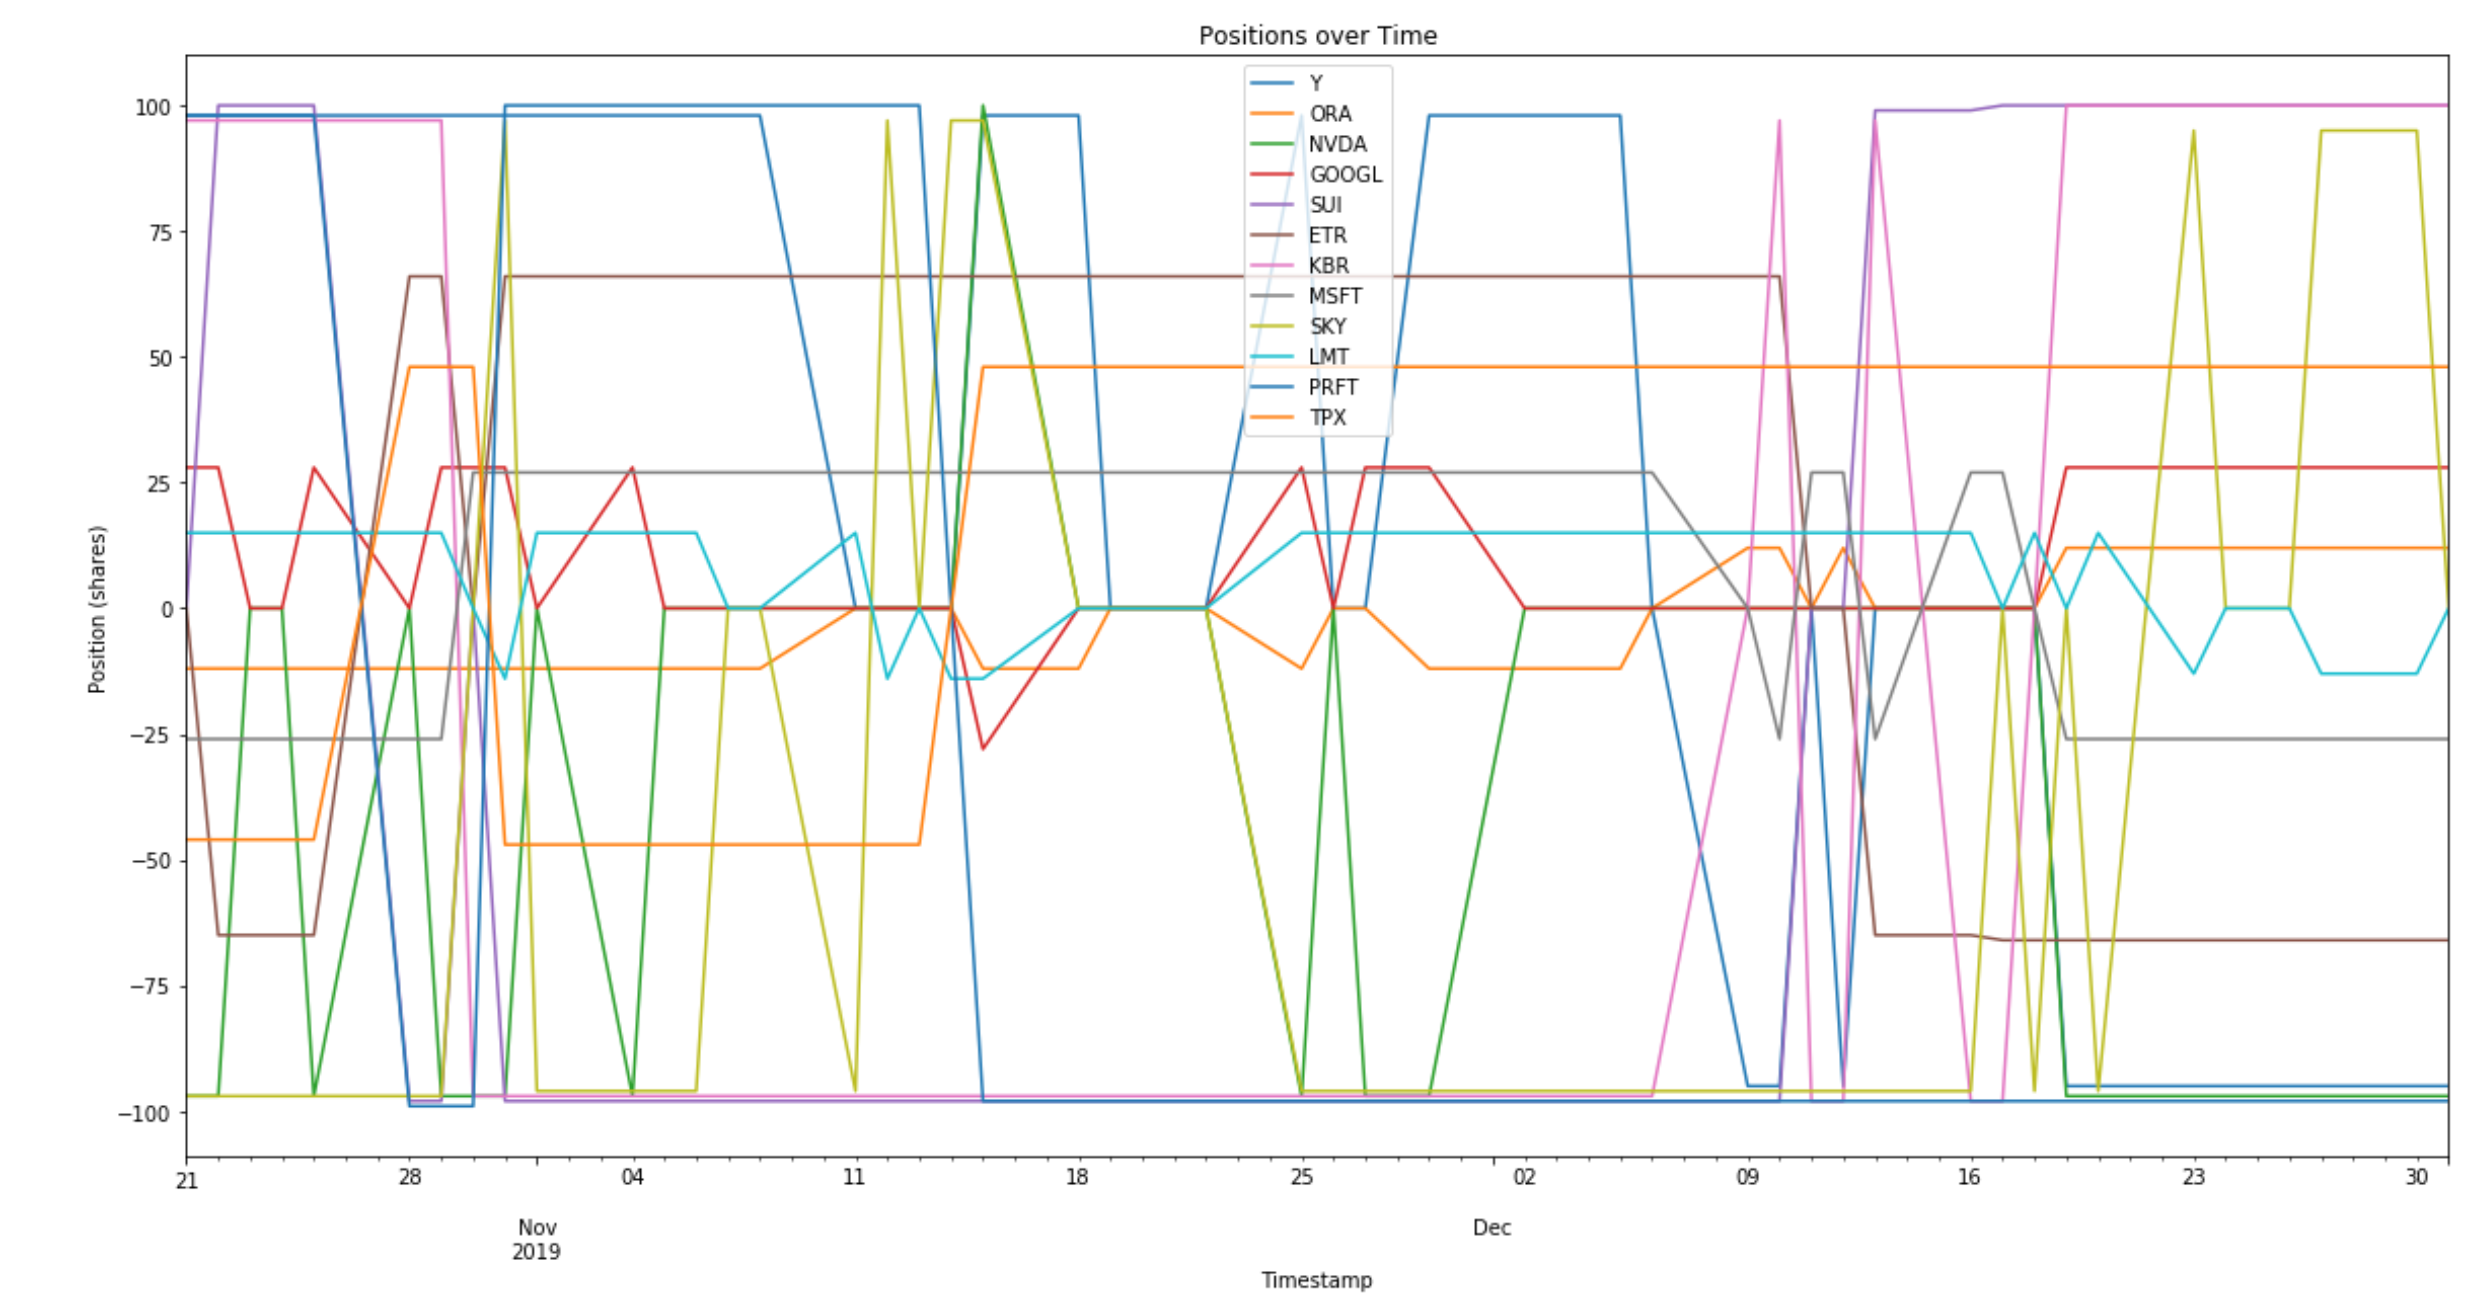 Positions over Time
Y
ORA
NVDA
GOOGL
SUI
ETR
KBR
MSFT
SKY
LMT
PRFT
TPX
100
75
50
25
0
−25
−50
−75
−100
Position (shares)
21 28 04 11 18 25 02 09 16 23 30
Nov Dec
2019
Timestamp